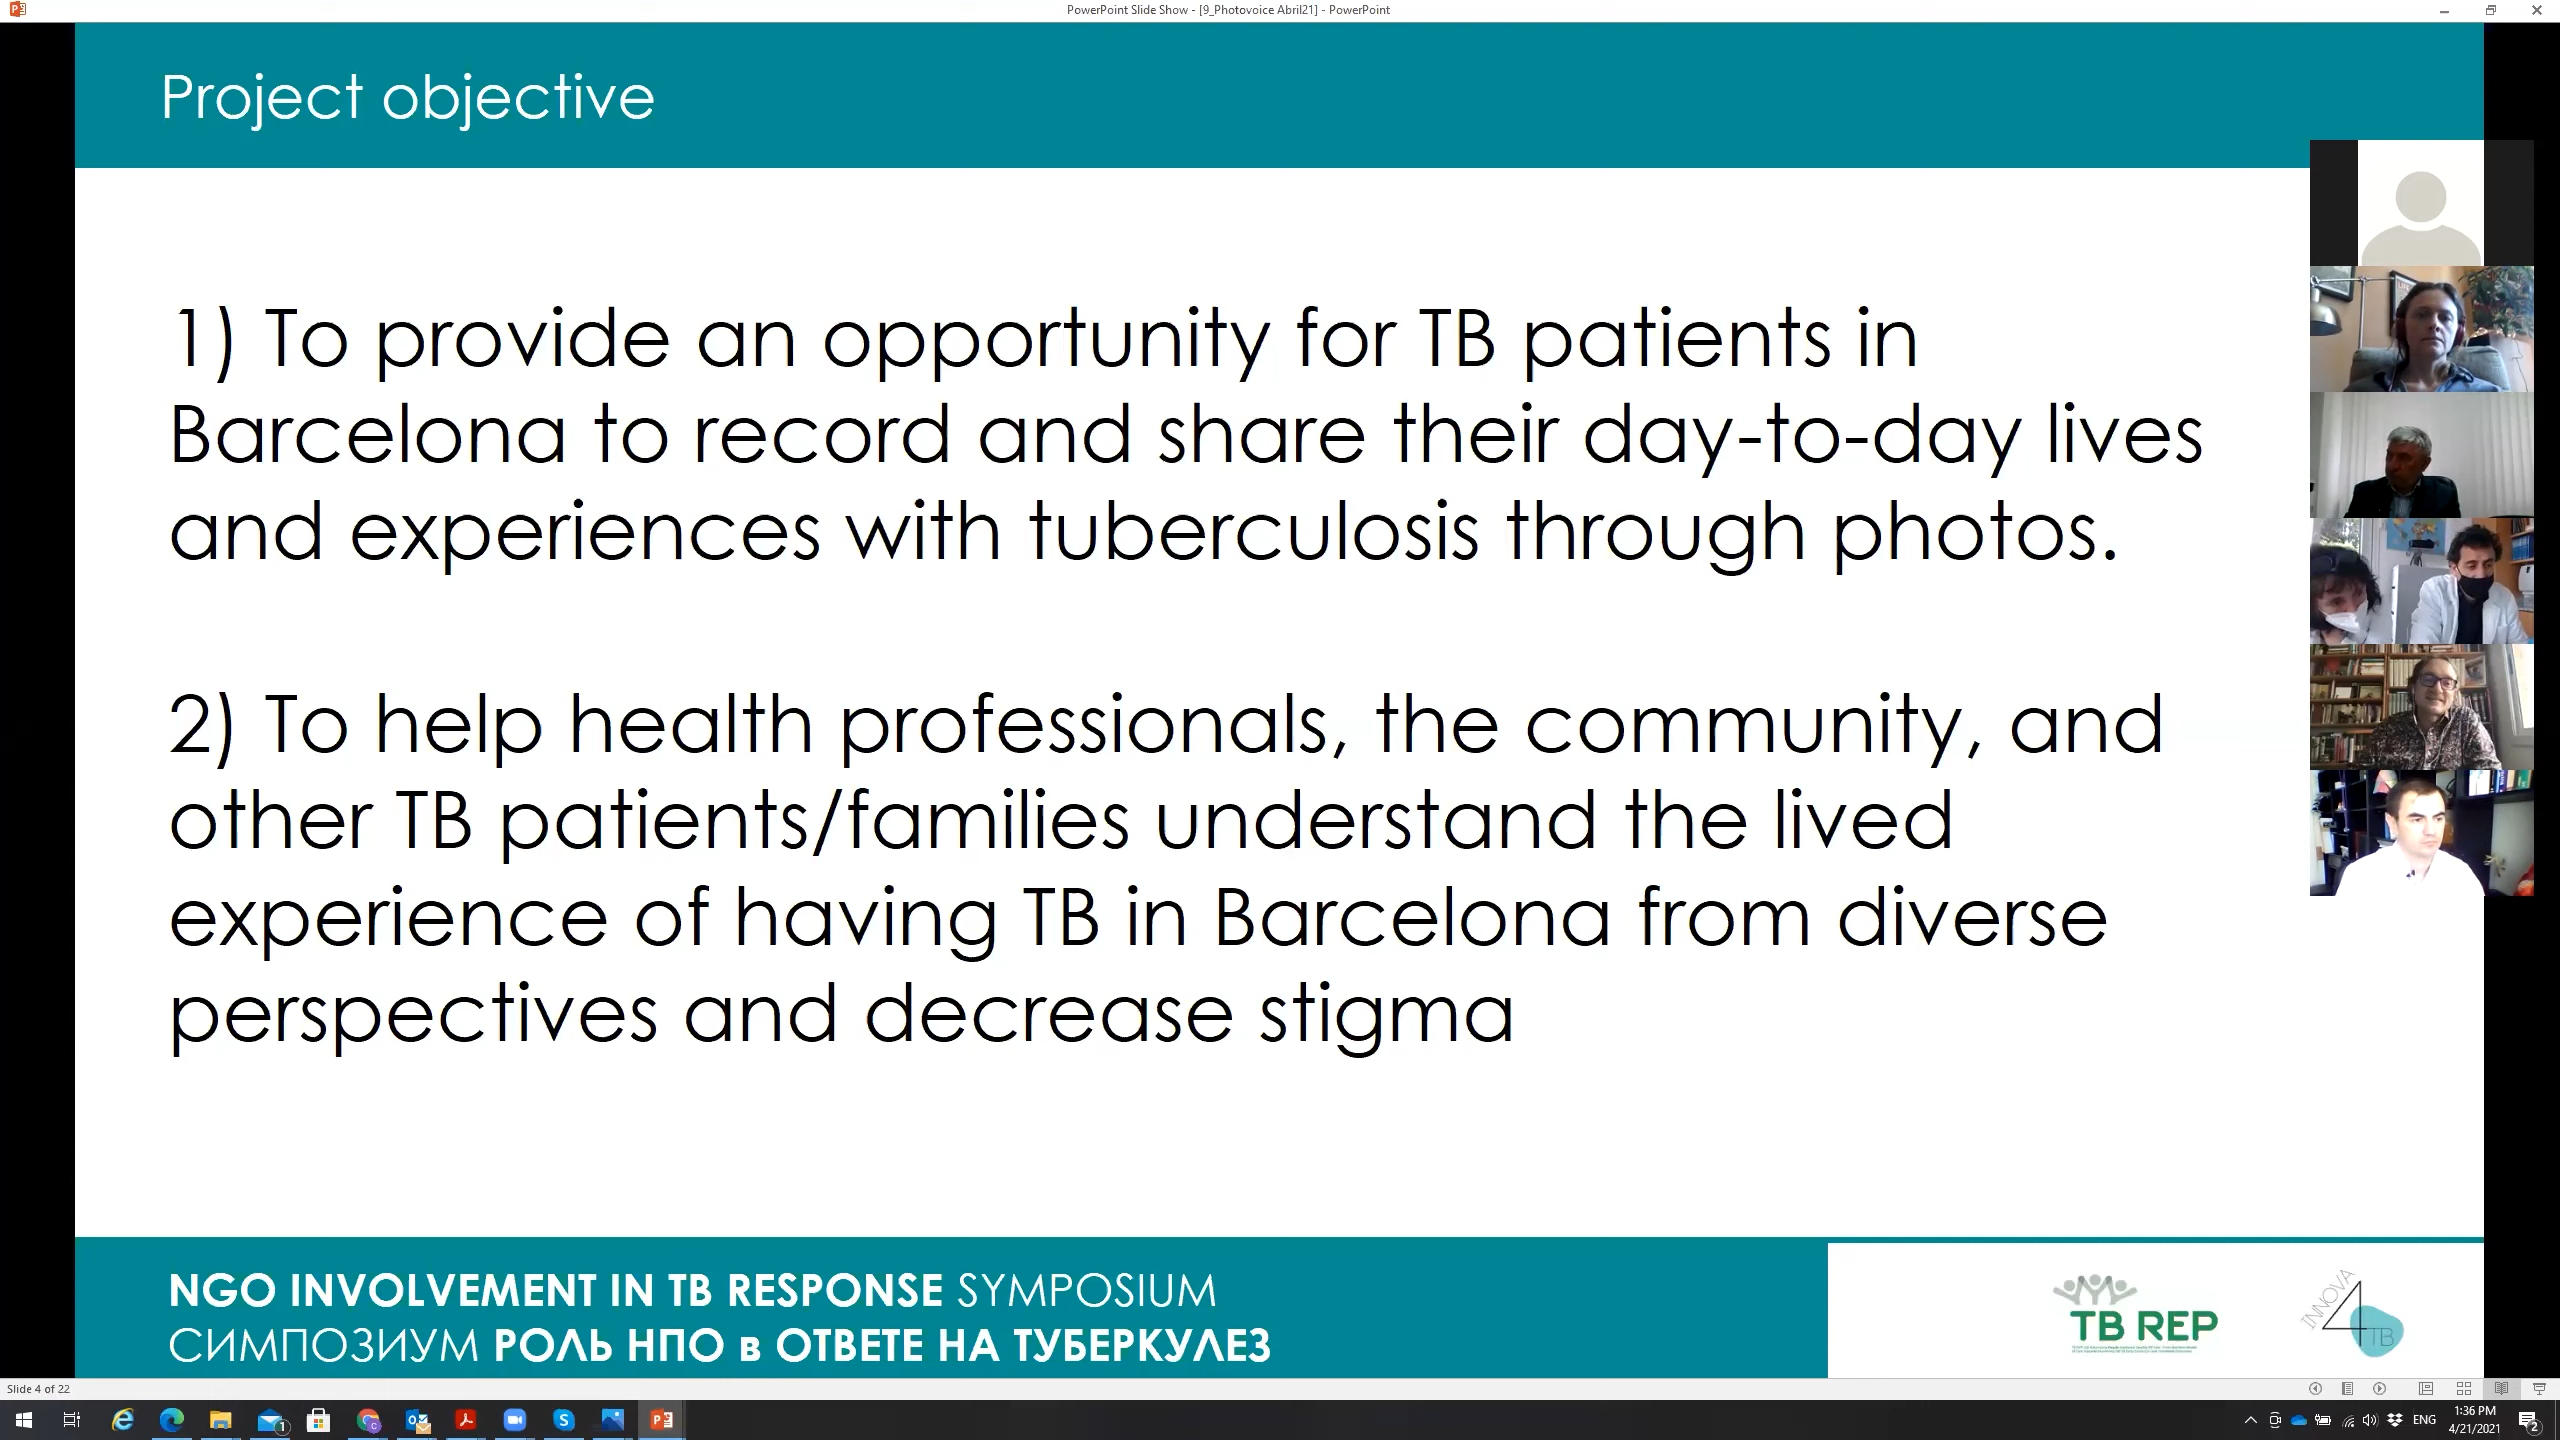 PowerPoint Slide Show - [9_Photovoice Abril21] - PowerPoint
Project objective
1) To provide an opportunity for TB patients in
Barcelona to record and share their day-to-day lives
and experiences with tuberculosis through photos.
2) To help health professionals, the community, and
other TB patients/families understand the lived
experience of having TB in Barcelona from diverse
perspectives and decrease stigma
NGO INVOLVEMENT IN TB RESPONSE SYMPOSIUM
СИМПОЗИУМ РОЛЬ НПО в ОТВЕТЕ НА ТУБЕРКУЛЕЗ
TB REP
INNOVA
4
TB
Slide 4 of 22
ENG
1:36 PM
4/21/2021